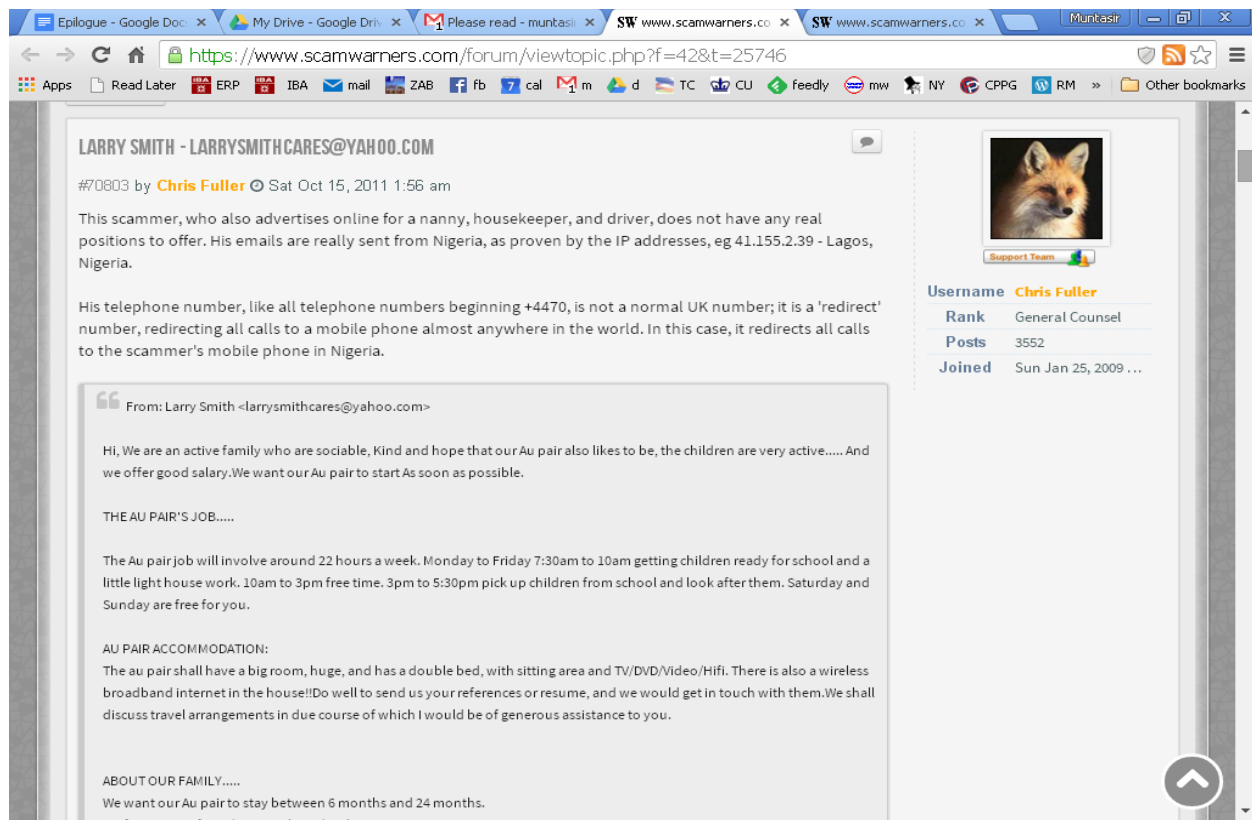 Epilogue - Google Doc
My Drive - Google Driv
Please read - muntasi
SW www.scamwarners.co
SW www.scamwarners.co
Muntasir
https://www.scamwarners.com/forum/viewtopic.php?f=42&t=25746
Apps Read Later ERP IBA mail ZAB fb 7 cal m d TC CU feedly mw NY CPPG RM » Other bookmarks
LARRY SMITH - LARRYSMITHCARES@YAHOO.COM
#70803 by Chris Fuller Sat Oct 15, 2011 1:56 am
This scammer, who also advertises online for a nanny, housekeeper, and driver, does not have any real
positions to offer. His emails are really sent from Nigeria, as proven by the IP addresses, eg 41.155.2.39 - Lagos,
Nigeria.
His telephone number, like all telephone numbers beginning +4470, is not a normal UK number; it is a 'redirect'
number, redirecting all calls to a mobile phone almost anywhere in the world. In this case, it redirects all calls
to the scammer's mobile phone in Nigeria.
From: Larry Smith <larrysmithcares@yahoo.com>
Hi, We are an active family who are sociable, Kind and hope that our Au pair also likes to be, the children are very active..... And
we offer good salary.We want our Au pair to start As soon as possible.
THE AU PAIR'S JOB.....
The Au pair job will involve around 22 hours a week. Monday to Friday 7:30am to 10am getting children ready for school and a
little light house work. 10am to 3pm free time. 3pm to 5:30pm pick up children from school and look after them. Saturday and
Sunday are free for you.
AU PAIR ACCOMMODATION:
The au pair shall have a big room, huge, and has a double bed, with sitting area and TV/DVD/Video/Hifi. There is also a wireless
broadband internet in the house!!Do well to send us your references or resume, and we would get in touch with them.We shall
discuss travel arrangements in due course of which I would be of generous assistance to you.
ABOUT OUR FAMILY.....
We want our Au pair to stay between 6 months and 24 months.
Support Team
Username Chris Fuller
Rank General Counsel
Posts 3552
Joined Sun Jan 25, 2009 ...